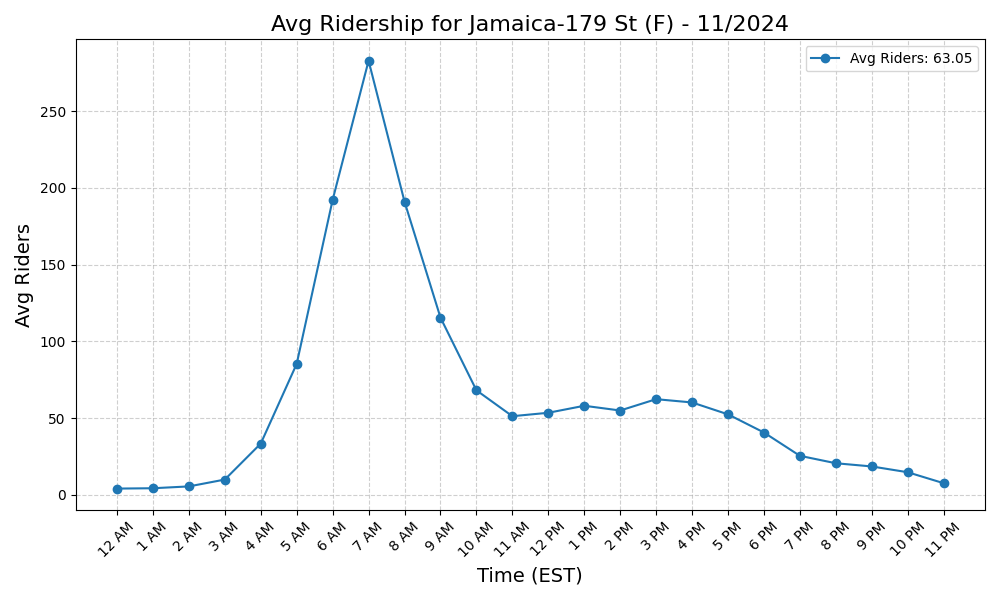 Avg Ridership for Jamaica-179 St (F) - 11/2024
Avg Riders: 63.05
250
200
150
100
50
0
Avg Riders
12 AM
1 AM
2 AM
3 AM
4 AM
5 AM
6 AM
7 AM
8 AM
9 AM
10 AM
11 AM
12 PM
1 PM
2 PM
3 PM
4 PM
5 PM
6 PM
7 PM
8 PM
9 PM
10 PM
11 PM
Time (EST)